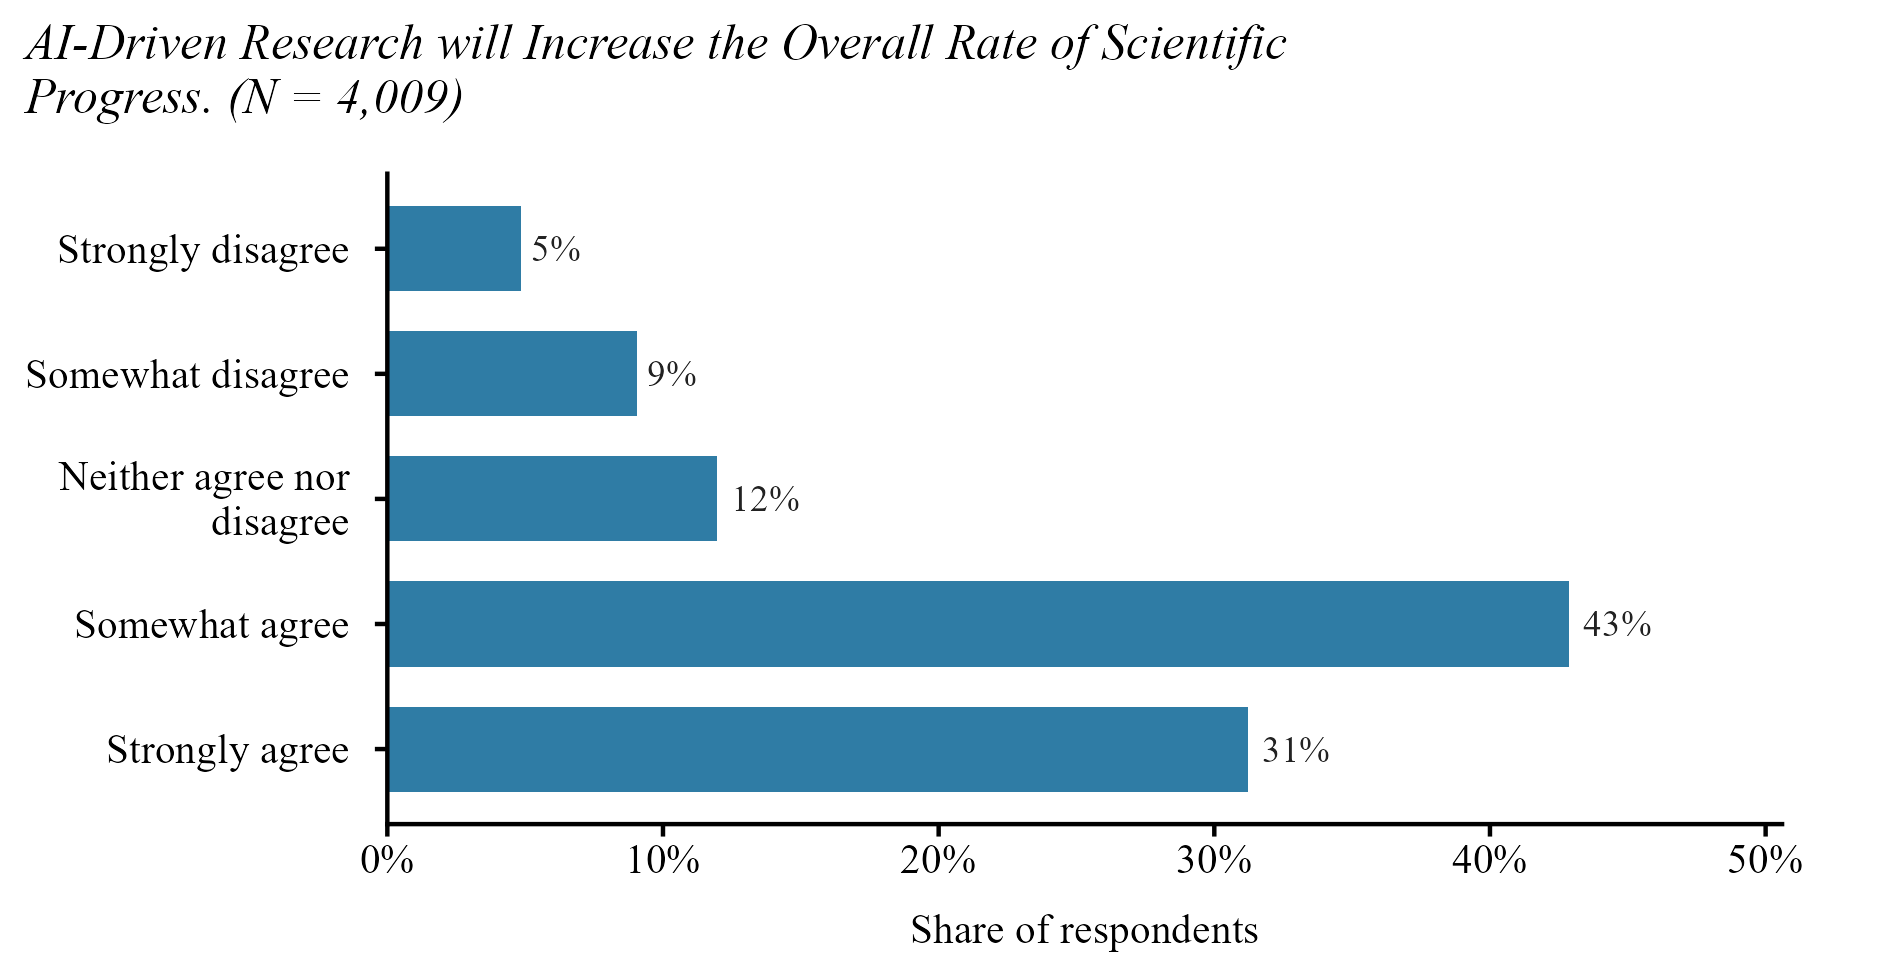 AI-Driven Research will Increase the Overall Rate of Scientific
Progress. (N = 4,009)
Strongly disagree
5%
Somewhat disagree
9%
Neither agree nor
disagree
12%
Somewhat agree
43%
Strongly agree
31%
0%
10%
20%
30%
40%
50%
Share of respondents